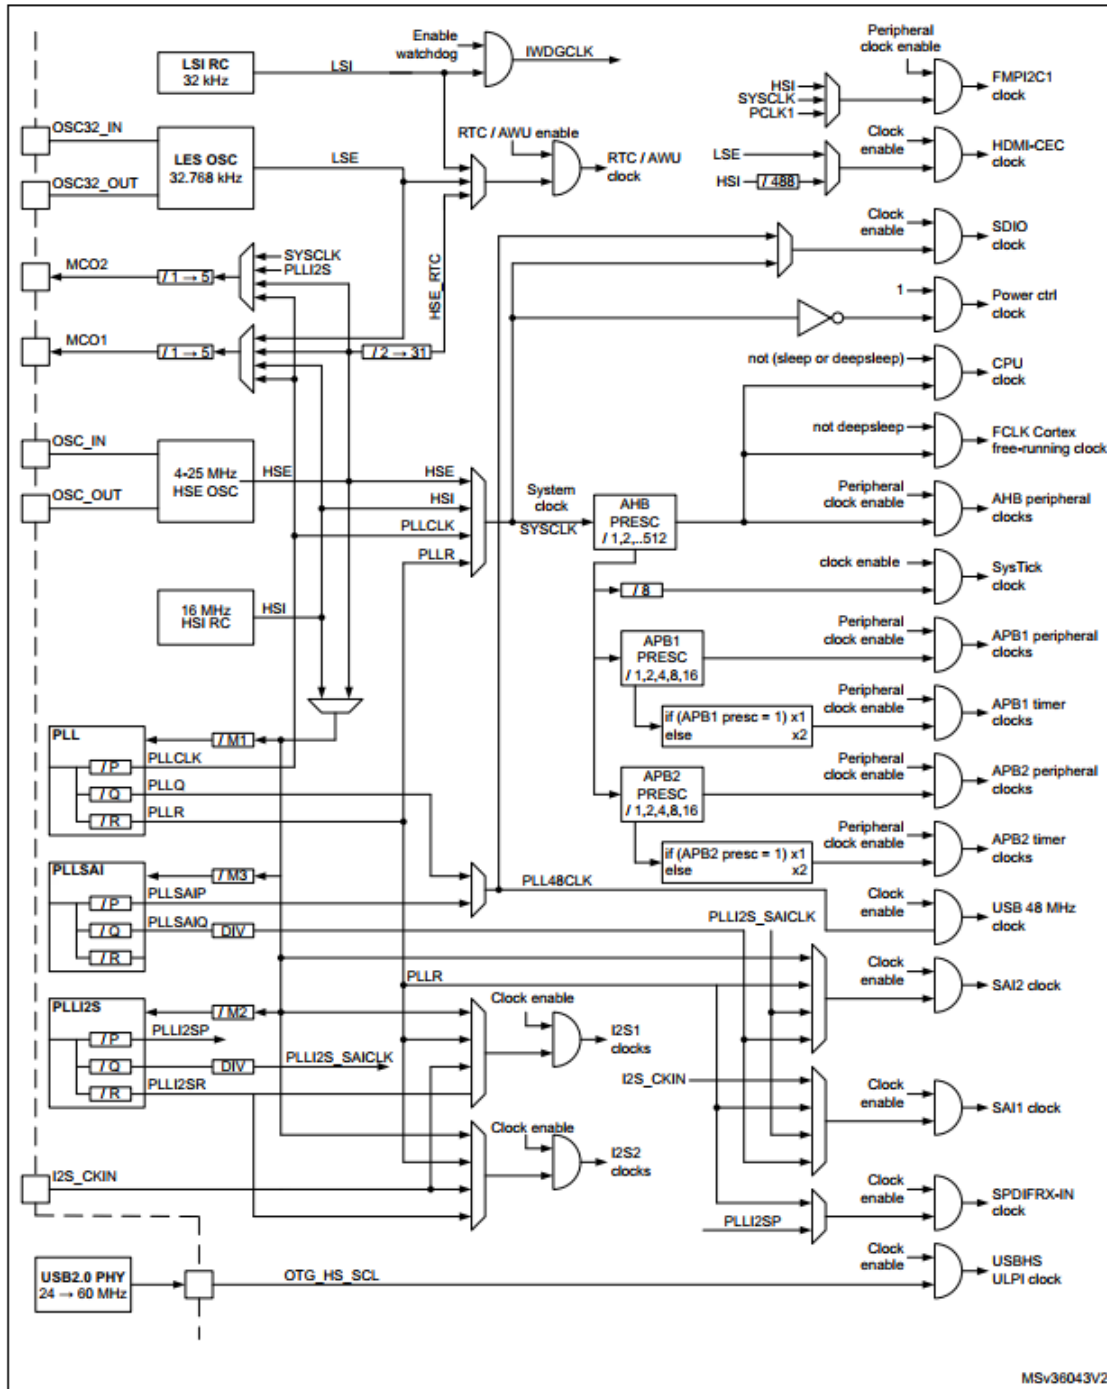 Enable
watchdog
IWDGCLK
LSI RC
32 kHz
LSI
Peripheral
clock enable
FMPI2C1
clock
HSI
SYSCLK
PCLK1
OSC32_IN
LES OSC
32.768 kHz
LSE
OSC32_OUT
RTC / AWU enable
RTC / AWU
clock
Clock
enable
HDMI-CEC
clock
LSE
HSI
/ 488
Clock
enable
SDIO
clock
MCO2
/ 1 → 5
SYSCLK
PLLI2S
HSE_RTC
1
Power ctrl
clock
MCO1
/ 1 → 5
/ 2 → 31
not (sleep or deepsleep)
CPU
clock
not deepsleep
FCLK Cortex
free-running clock
OSC_IN
OSC_OUT
4-25 MHz
HSE OSC
HSE
HSE
HSI
PLLCLK
PLLR
System
clock
SYSCLK
AHB
PRESC
/ 1,2,..512
Peripheral
clock enable
AHB peripheral
clocks
clock enable
SysTick
clock
/ 8
16 MHz
HSI RC
HSI
APB1
PRESC
/ 1,2,4,8,16
Peripheral
clock enable
APB1 peripheral
clocks
if (APB1 presc = 1) x1
else x2
Peripheral
clock enable
APB1 timer
clocks
PLL
/ M1
/ P
PLLCLK
/ Q
PLLQ
/ R
PLLR
APB2
PRESC
/ 1,2,4,8,16
Peripheral
clock enable
APB2 peripheral
clocks
if (APB2 presc = 1) x1
else x2
Peripheral
clock enable
APB2 timer
clocks
PLLSAI
/ M3
/ P
PLLSAIP
/ Q
PLLSAIQ
DIV
/ R
PLL48CLK
Clock
enable
USB 48 MHz
clock
PLLI2S_SAICLK
PLLR
Clock
enable
SAI2 clock
PLLI2S
/ M2
/ P
PLLI2SP
/ Q
DIV
PLLI2S_SAICLK
/ R
PLLI2SR
Clock enable
I2S1
clocks
I2S_CKIN
Clock
enable
SAI1 clock
Clock enable
I2S2
clocks
I2S_CKIN
PLLI2SP
Clock
enable
SPDIFRX-IN
clock
USB2.0 PHY
24 → 60 MHz
OTG_HS_SCL
Clock
enable
USBHS
ULPI clock
MSv36043V2